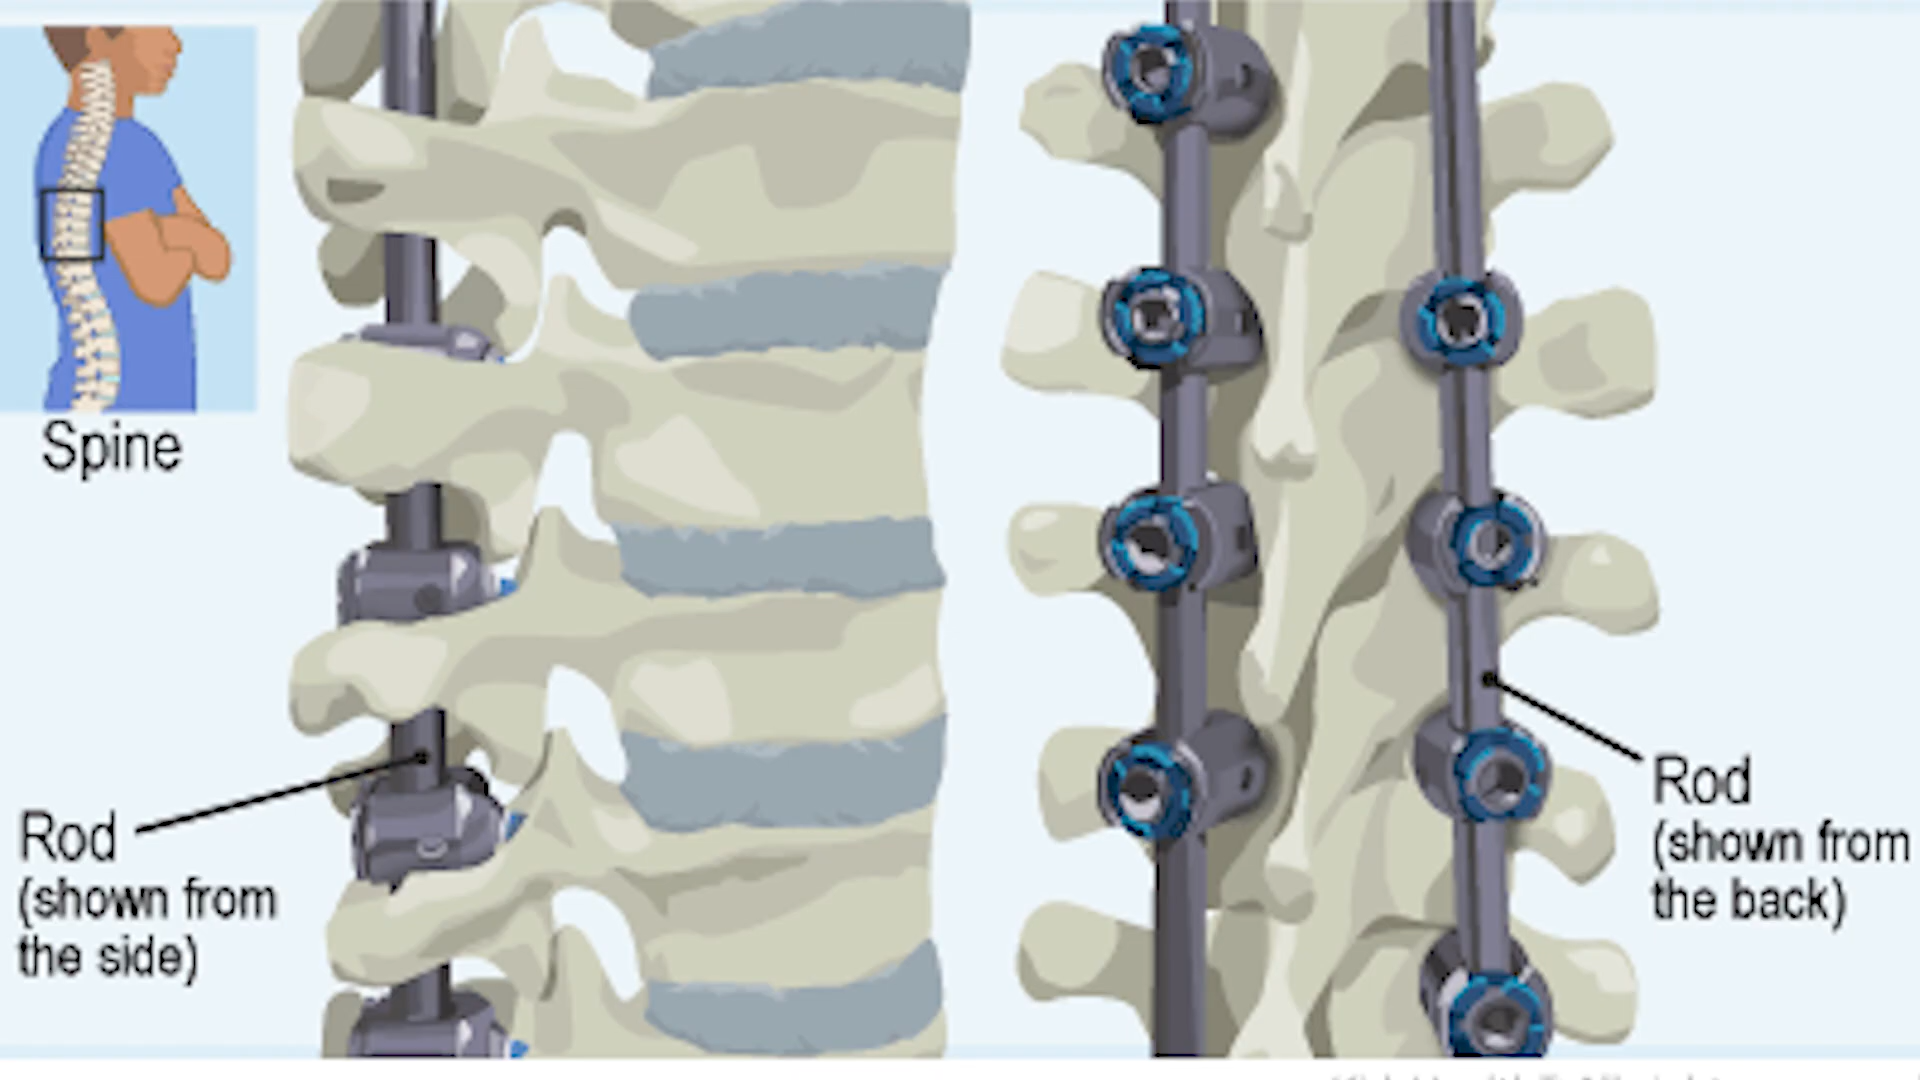 Spine
Rod
(shown from
the side)
Rod
(shown from
the back)